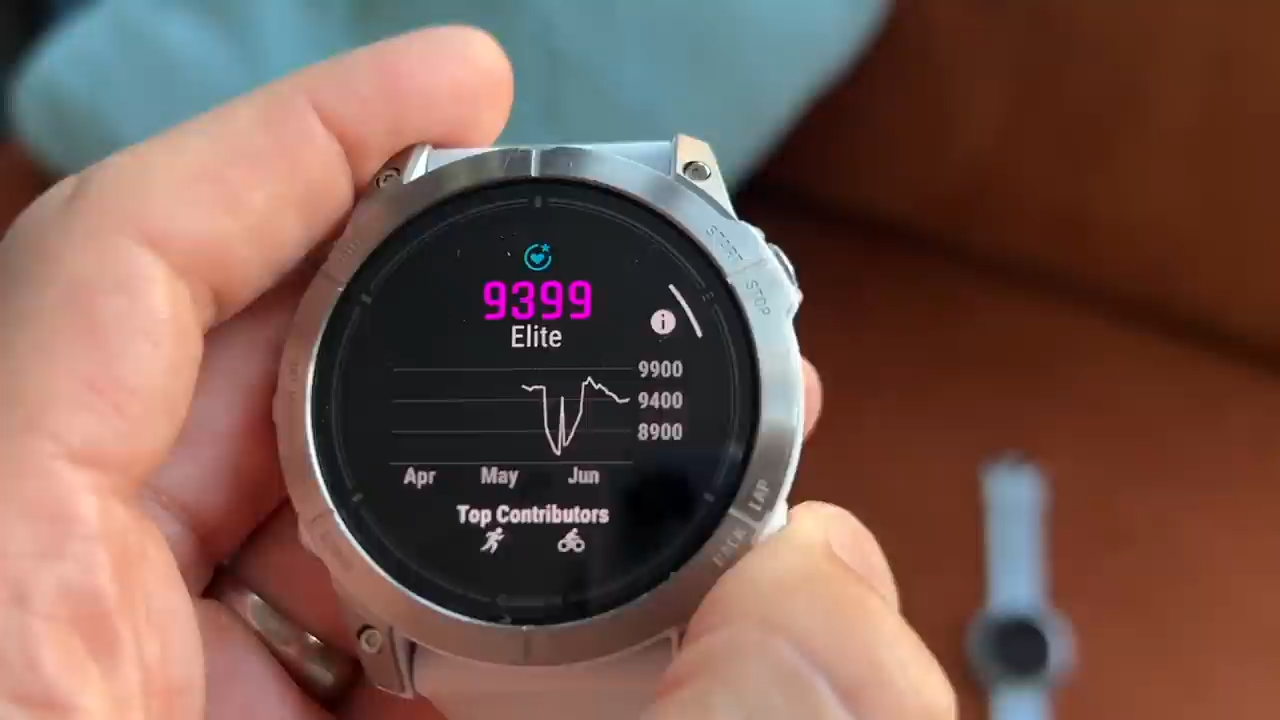 START
STOP
9399
i
Elite
9900
9400
8900
Apr May Jun
LAP
Top Contributors
BACK